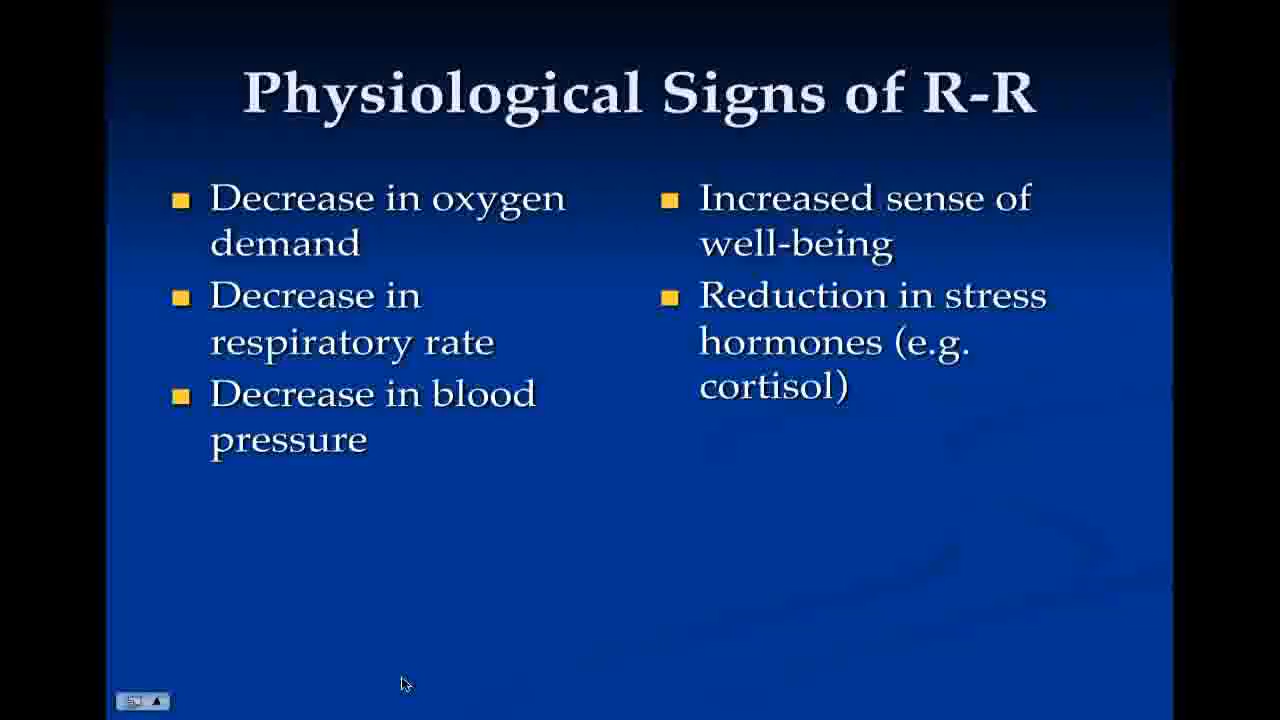 Physiological Signs of R-R
Decrease in oxygen
demand
Decrease in
respiratory rate
Decrease in blood
pressure
Increased sense of
well-being
Reduction in stress
hormones (e.g.
cortisol)